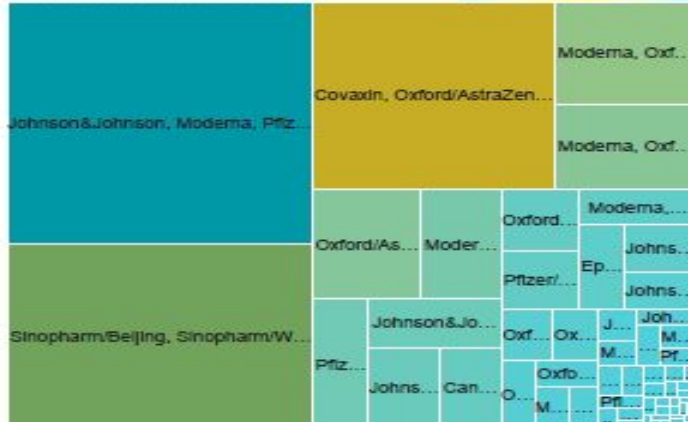 Johnson&Johnson, Moderna, Pfiz...
Covaxin, Oxford/AstraZen...
Moderna, Oxf...
Moderna, Oxf...
Sinopharm/Beijing, Sinopharm/W...
Oxford/As...
Moder...
Oxford...
Moderna,...
Pfizer/...
Ep...
Johns...
Johns...
Pfiz...
Johnson&Jo...
Johns...
Can...
Oxf...
Ox...
J...
M...
Joh...
M...
Pf...
O...
Oxfo...
M...
Pfi...